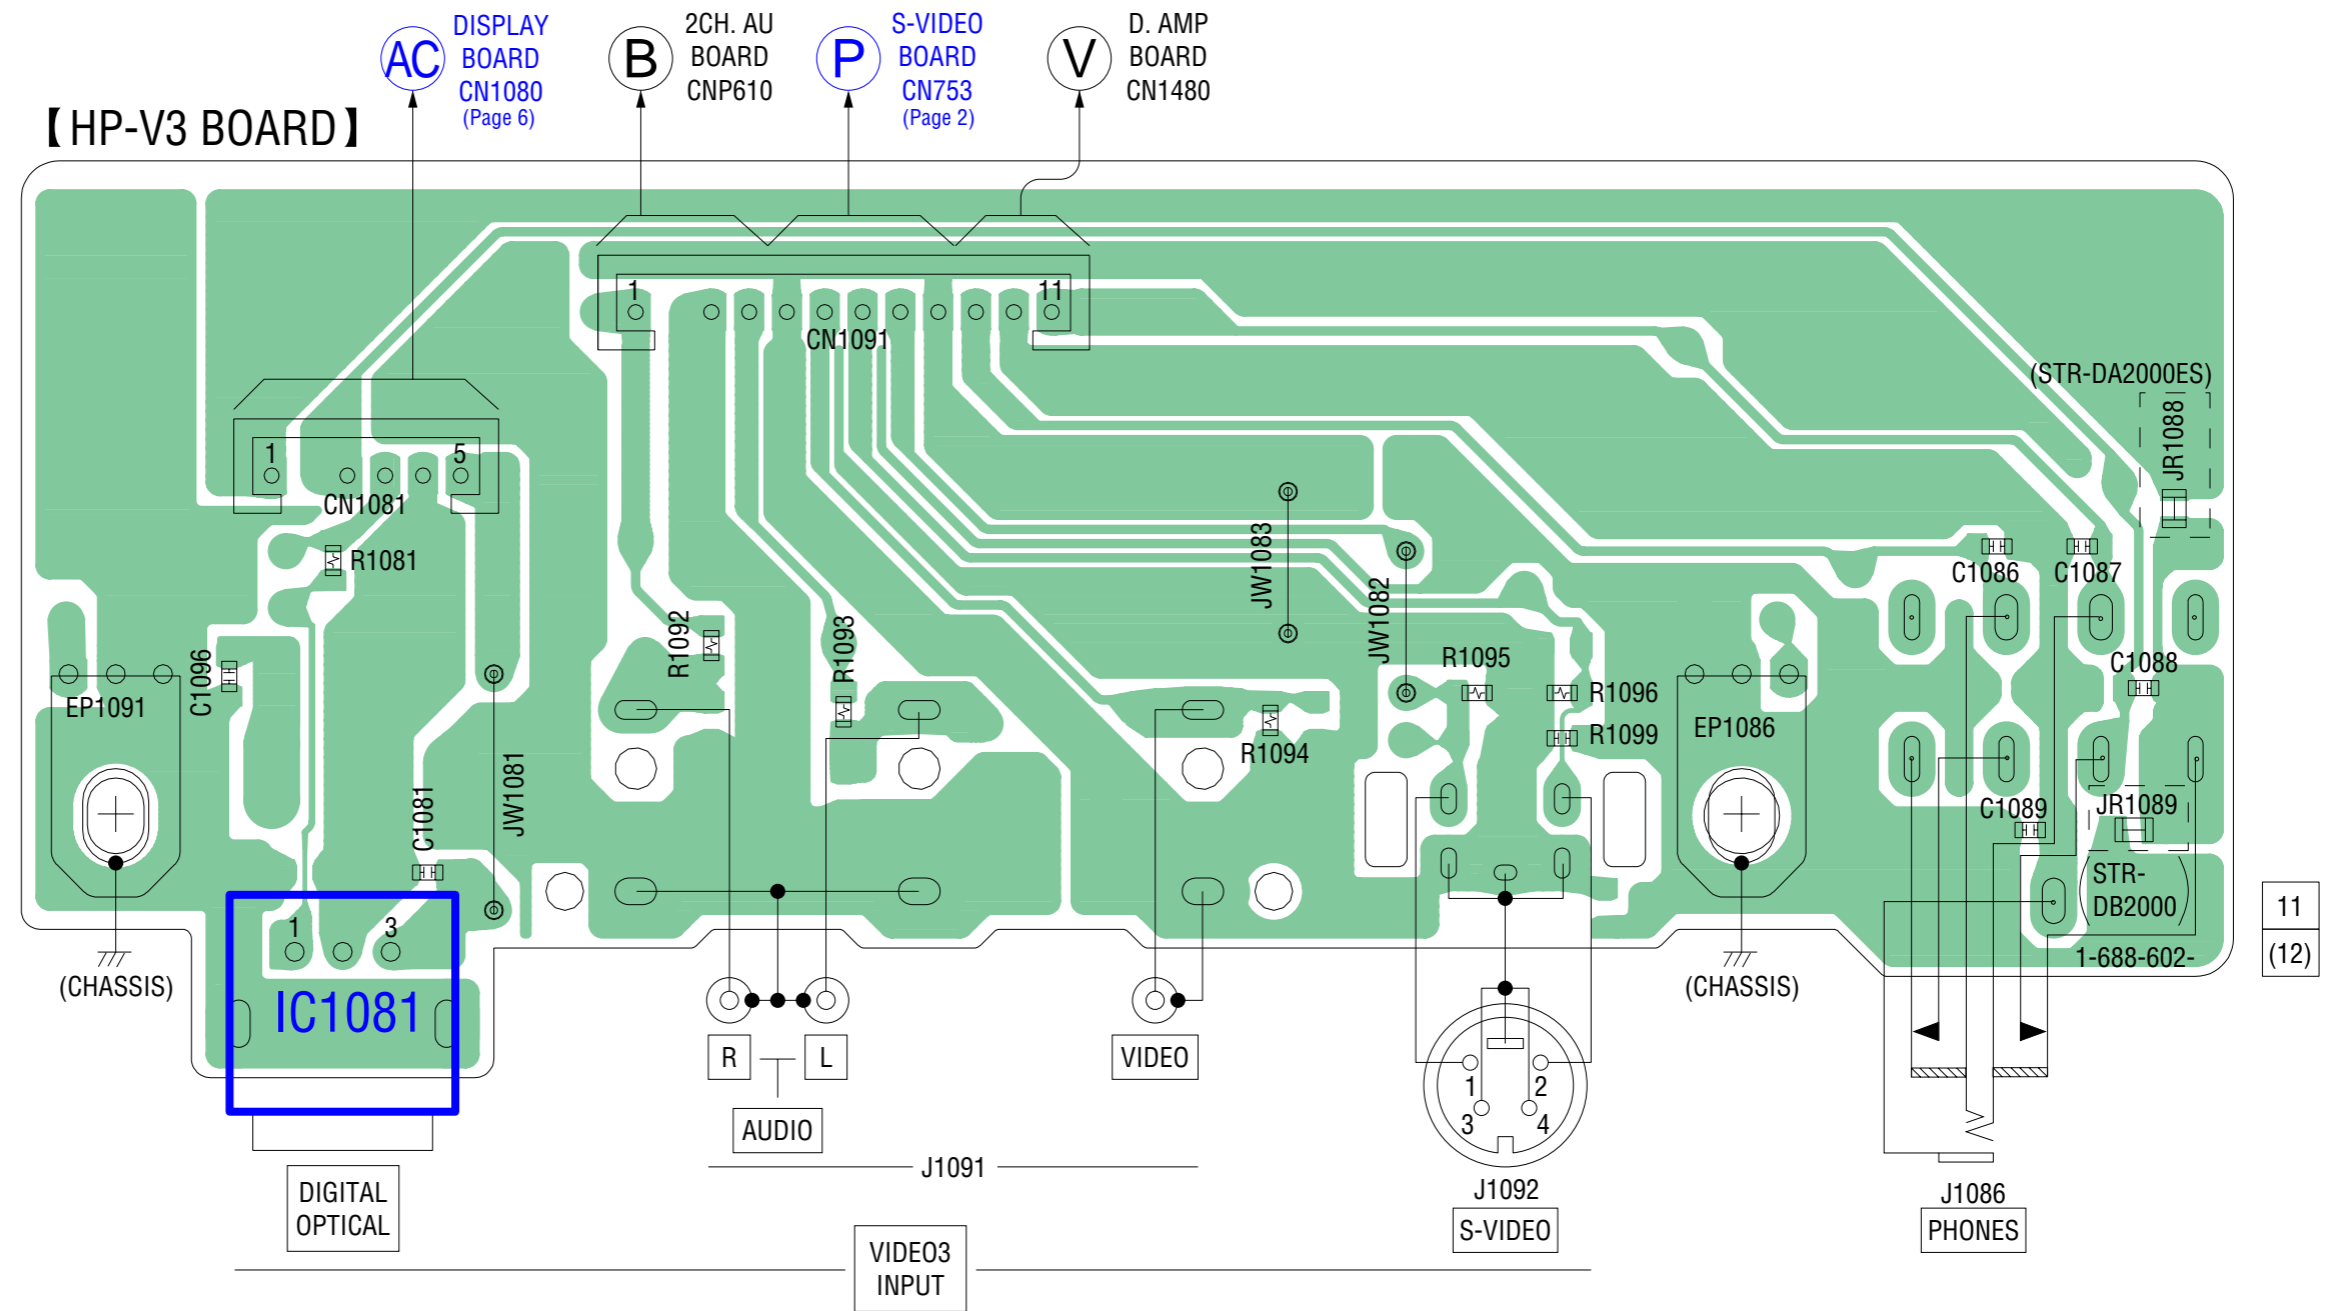 AC
DISPLAY
BOARD
CN1080
(Page 6)
B
2CH. AU
BOARD
CNP610
P
S-VIDEO
BOARD
CN753
(Page 2)
V
D. AMP
BOARD
CN1480
【HP-V3 BOARD】
1
11
CN1091
(STR-DA2000ES)
JR1088
1
5
CN1081
R1081
JW1083
JW1082
C1086
C1087
R1092
R1093
R1095
C1088
C1096
EP1091
R1096
R1099
EP1086
R1094
JW1081
C1081
C1089
JR1089
STR-
DB2000
1
3
11
(12)
1-688-602-
(CHASSIS)
(CHASSIS)
IC1081
R
L
VIDEO
AUDIO
1
2
3
4
J1091
DIGITAL
OPTICAL
J1092
S-VIDEO
J1086
PHONES
VIDEO3
INPUT